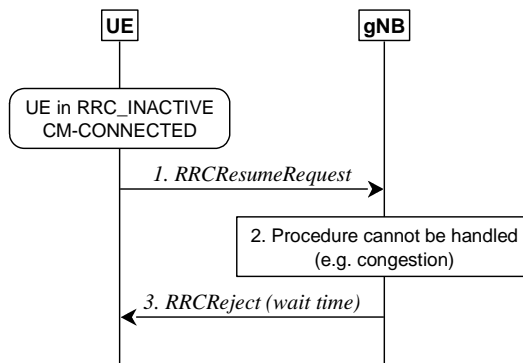 UE
gNB
UE in RRC_INACTIVE
CM-CONNECTED
1. RRCResumeRequest
2. Procedure cannot be handled
(e.g. congestion)
3. RRCReject (wait time)